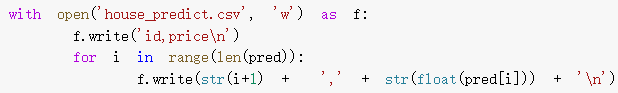 with open('house_predict.csv', 'w') as f:
    f.write('id,price\n')
    for i in range(len(pred)):
        f.write(str(i+1) + ',' + str(float(pred[i])) + '\n')